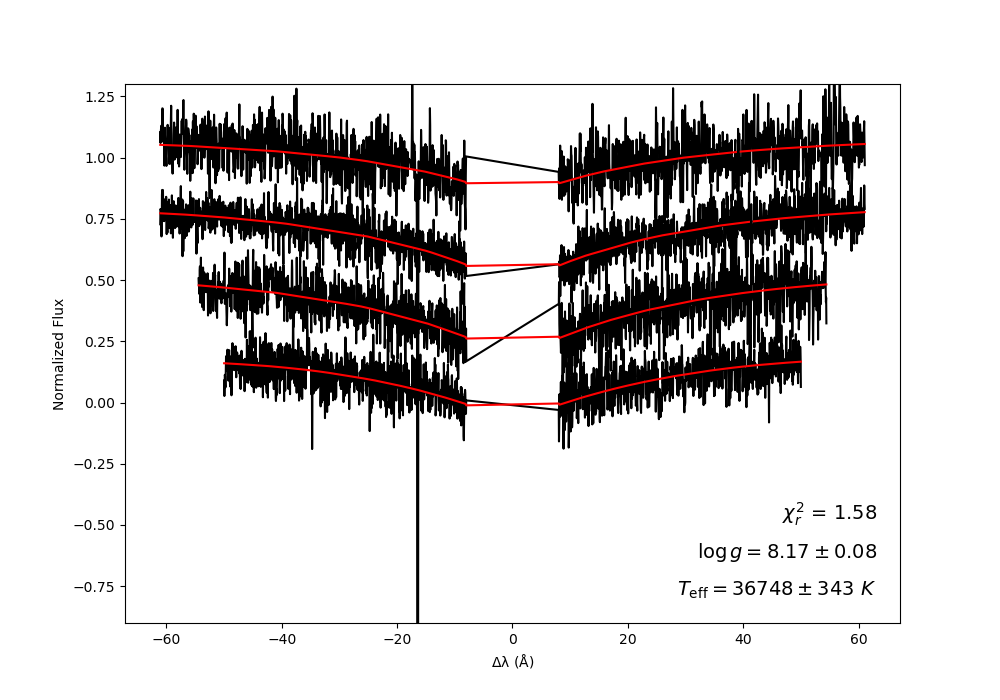 1.25
1.00
0.75
0.50
0.25
0.00
−0.25
−0.50
−0.75
Normalized Flux
χ²ᵣ = 1.58
log g = 8.17 ± 0.08
T_eff = 36748 ± 343 K
−60 −40 −20 0 20 40 60
Δλ (Å)